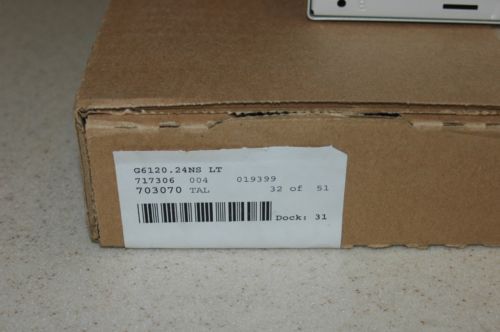 G6120.24NS LT
717306 004 019399
703070 TAL 32 of 51
Dock: 31